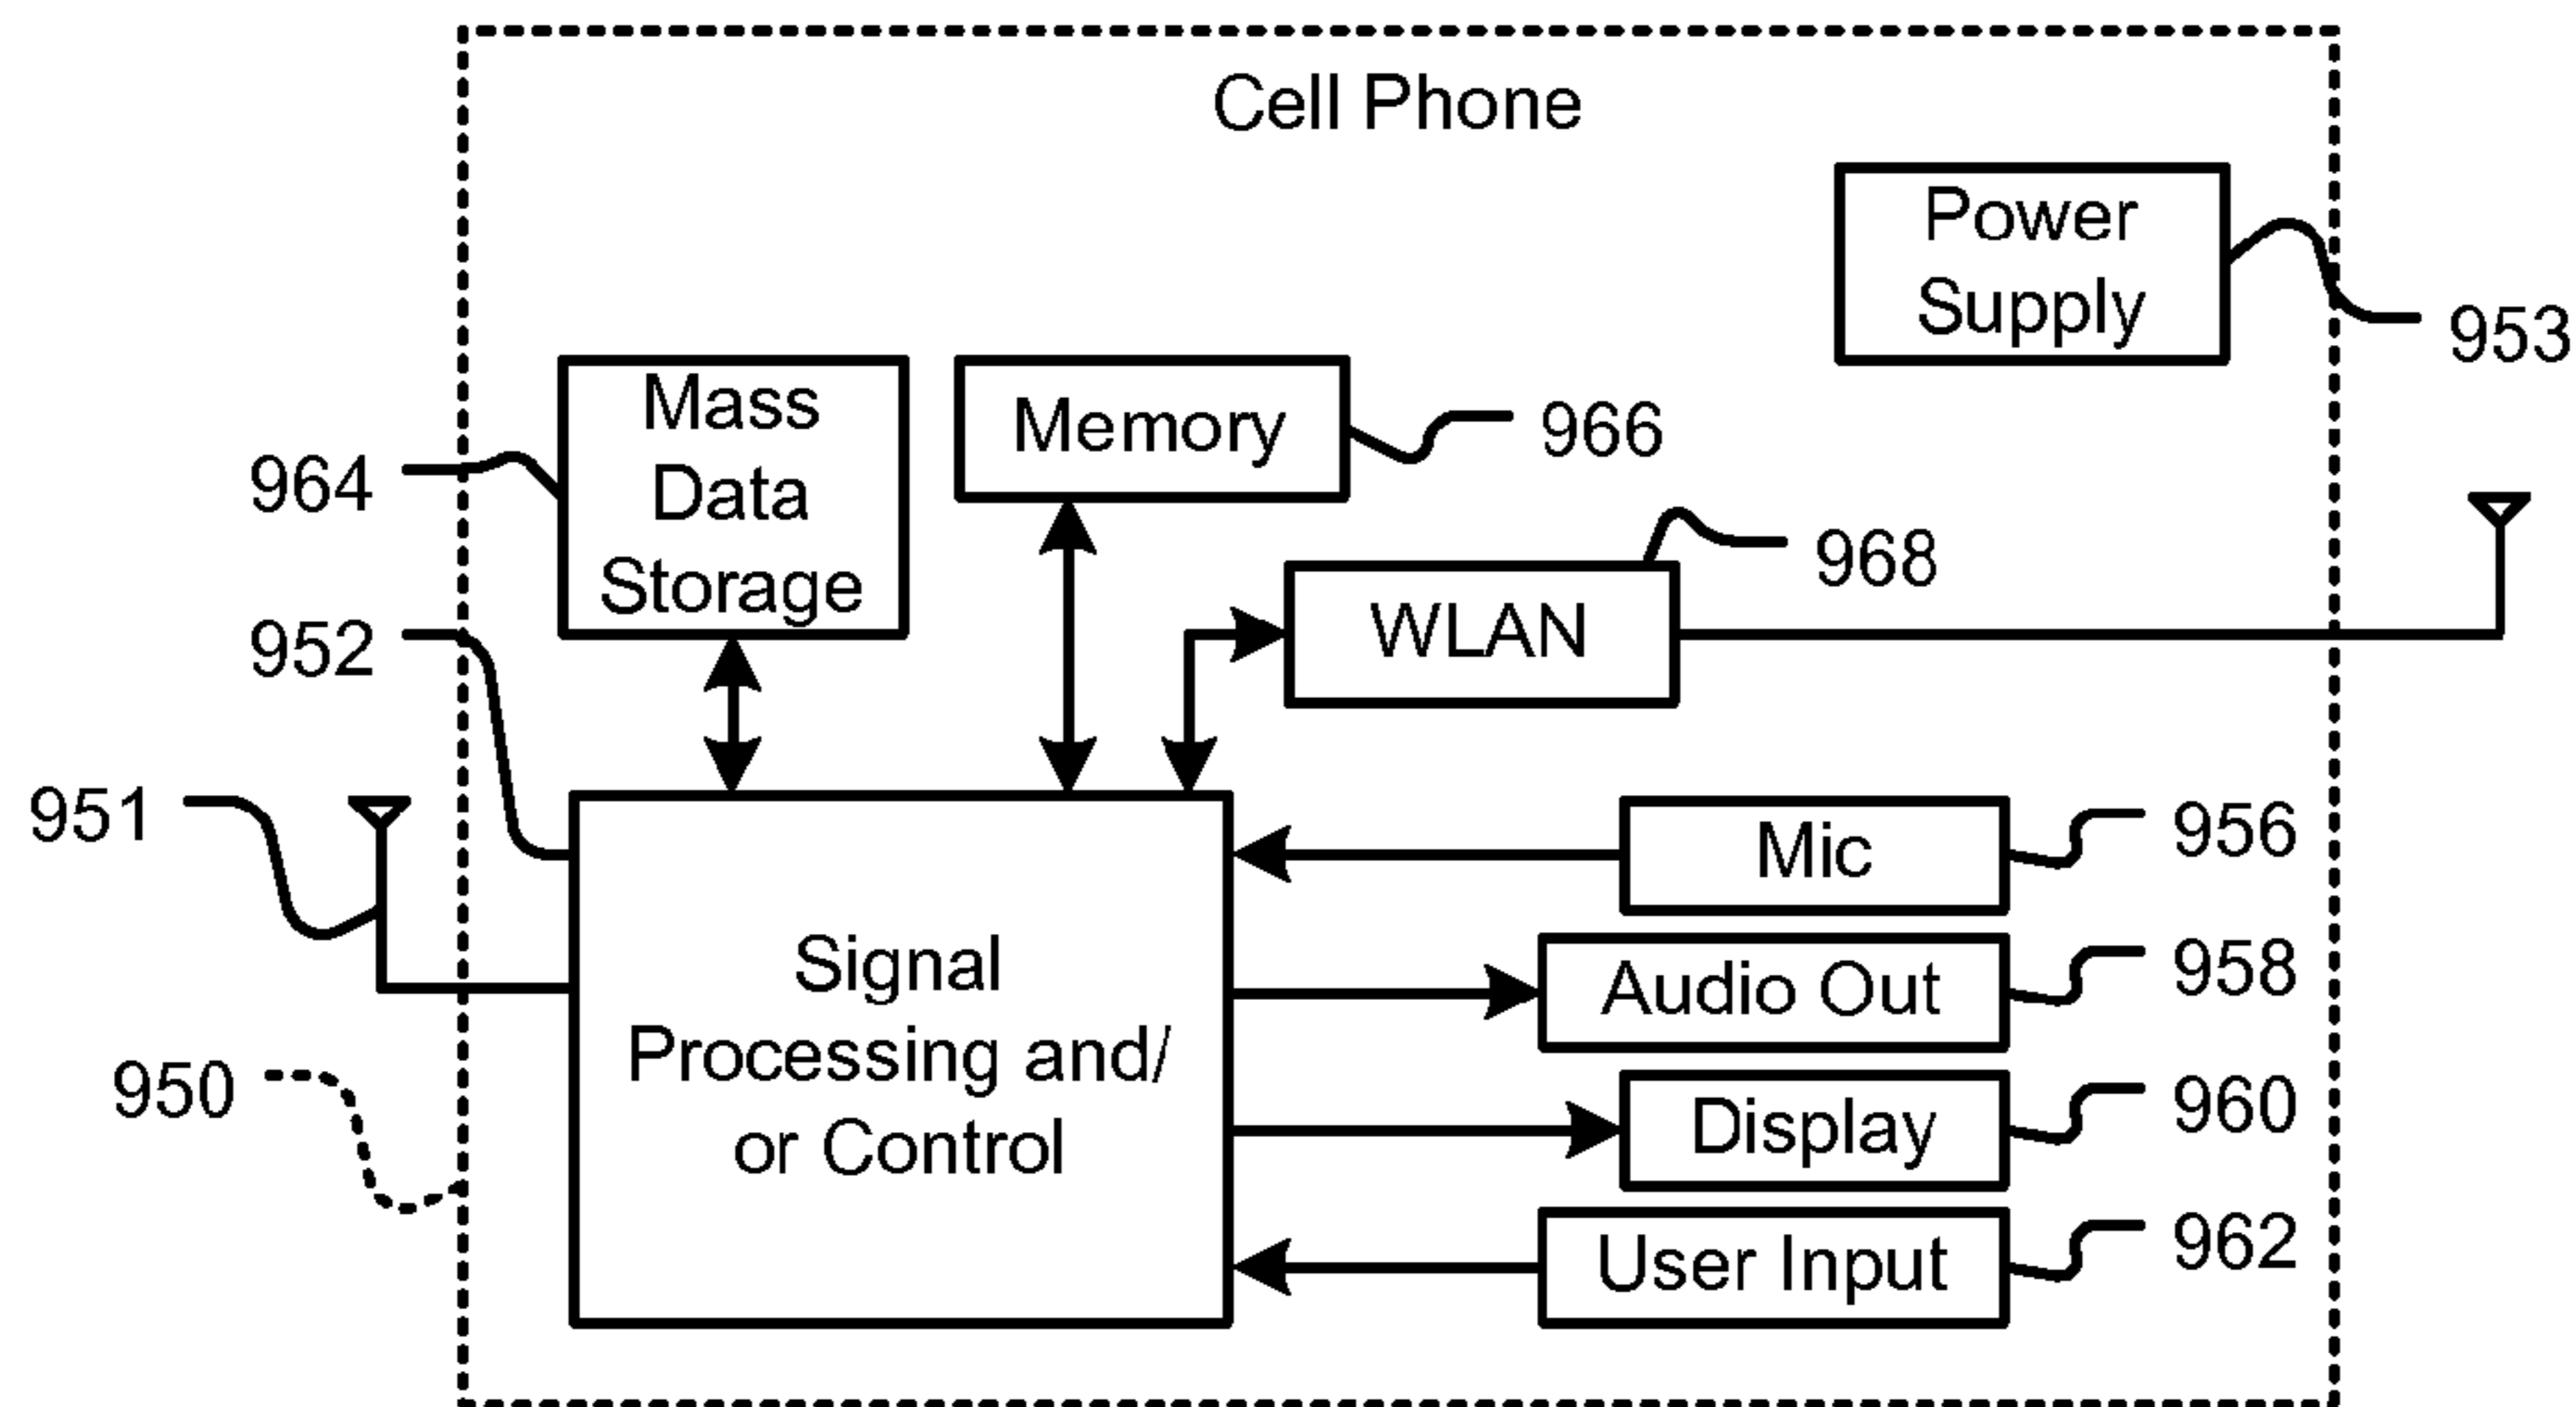 Cell Phone
Power
Supply
953
Mass
Data
Storage
964
Memory
966
968
WLAN
952
951
Mic
956
Signal
Processing and/
or Control
Audio Out
958
950
Display
960
User Input
962